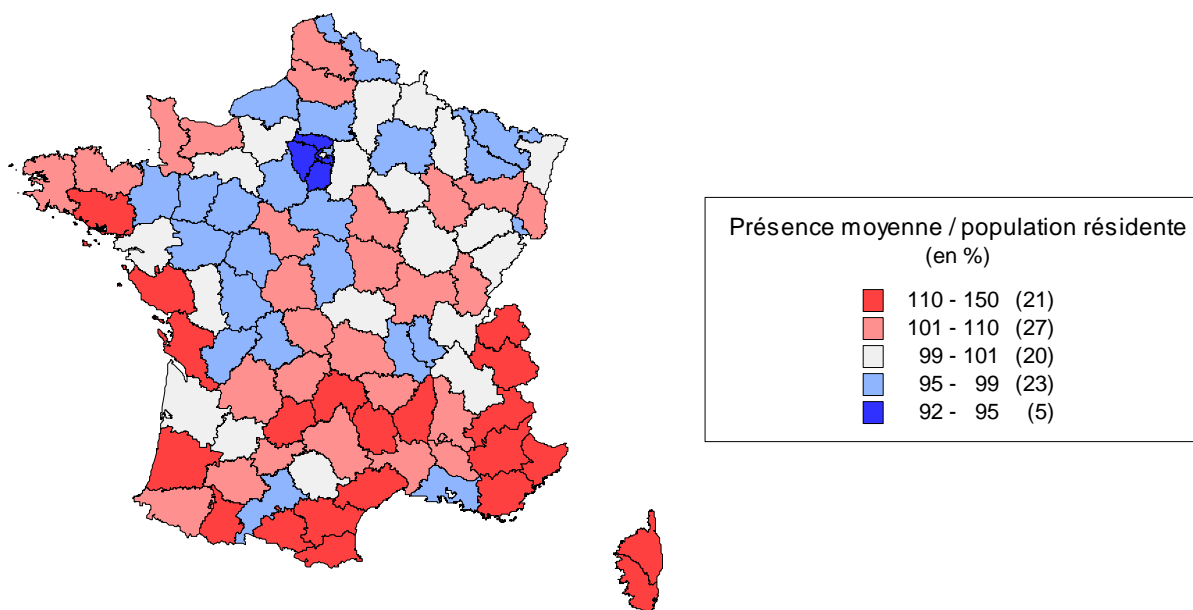 Présence moyenne / population résidente
(en %)
110 - 150 (21)
101 - 110 (27)
99 - 101 (20)
95 - 99 (23)
92 - 95 (5)